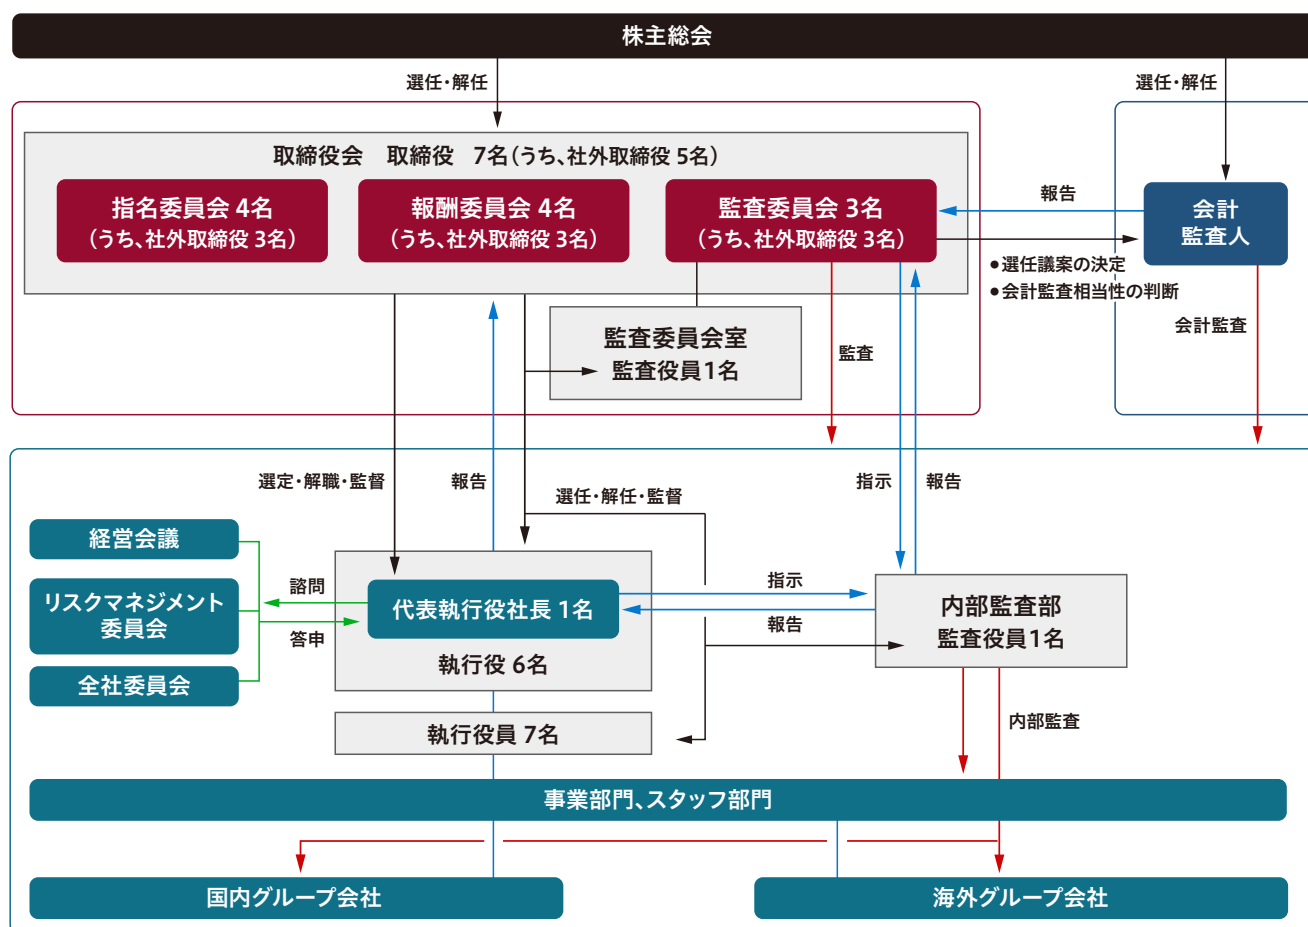 株主総会
選任・解任
選任・解任
取締役会　取締役　7名(うち、社外取締役 5名)
指名委員会 4名
(うち、社外取締役 3名)
報酬委員会 4名
(うち、社外取締役 3名)
監査委員会 3名
(うち、社外取締役 3名)
報告
会計
監査人
●選任議案の決定
●会計監査相当性の判断
会計監査
監査委員会室
監査役員1名
監査
選定・解職・監督
報告
選任・解任・監督
指示
報告
経営会議
リスクマネジメント
委員会
全社委員会
諮問
答申
代表執行役社長 1名
執行役 6名
指示
報告
内部監査部
監査役員1名
執行役員 7名
内部監査
事業部門、スタッフ部門
国内グループ会社
海外グループ会社